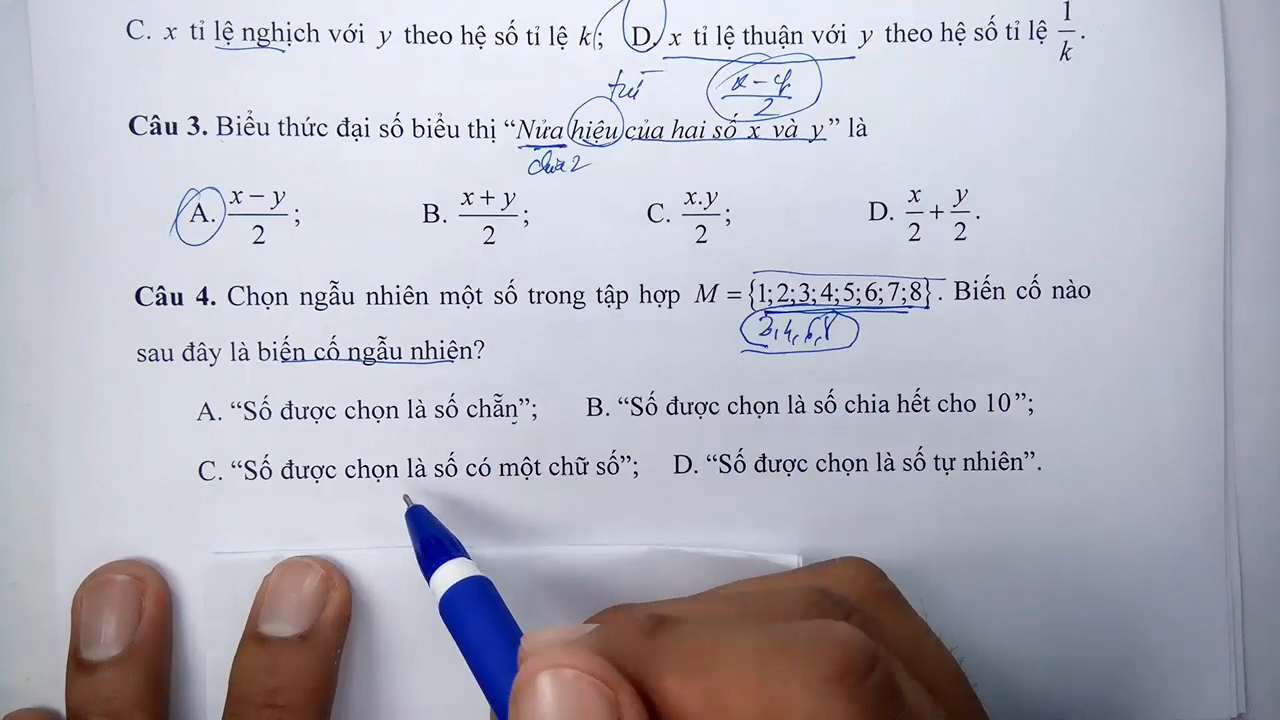 C. x tỉ lệ nghịch với y theo hệ số tỉ lệ k; D. x tỉ lệ thuận với y theo hệ số tỉ lệ 1/k.
trừ x-y/2
Câu 3. Biểu thức đại số biểu thị “Nửa hiệu của hai số x và y” là
chia 2
A. x-y/2; B. x+y/2; C. x.y/2; D. x/2+y/2.
Câu 4. Chọn ngẫu nhiên một số trong tập hợp M={1;2;3;4;5;6;7;8}. Biến cố nào
2,4,6,8
sau đây là biến cố ngẫu nhiên?
A. “Số được chọn là số chẵn”; B. “Số được chọn là số chia hết cho 10”;
C. “Số được chọn là số có một chữ số”; D. “Số được chọn là số tự nhiên”.